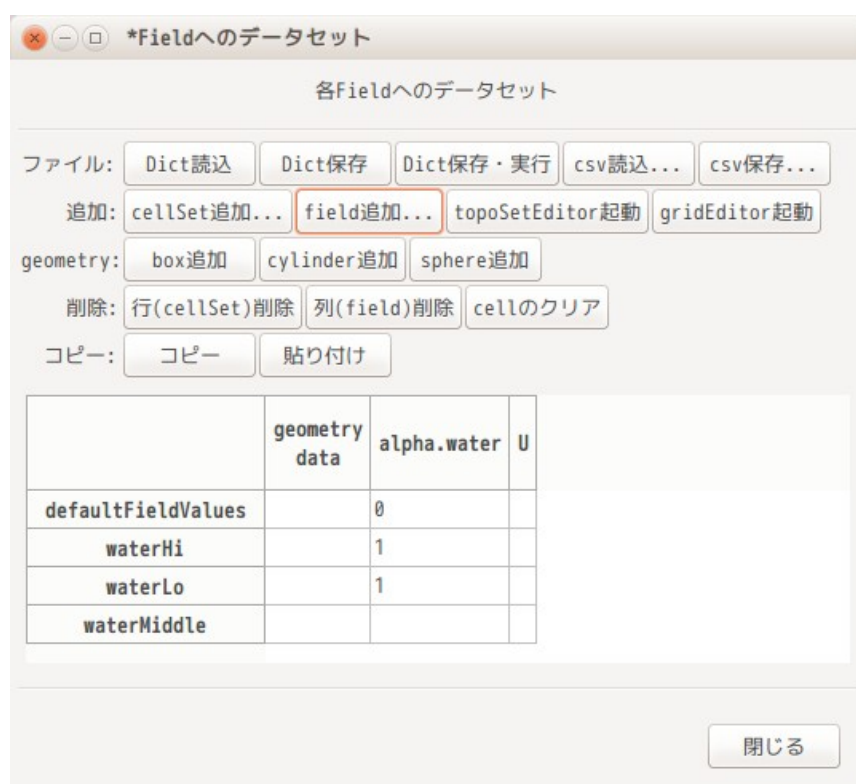 *Fieldへのデータセット
各Fieldへのデータセット
ファイル: Dict読込 Dict保存 Dict保存・実行 csv読込... csv保存...
追加: cellSet追加... field追加... topoSetEditor起動 gridEditor起動
geometry: box追加 cylinder追加 sphere追加
削除: 行(cellSet)削除 列(field)削除 cellのクリア
コピー: コピー 貼り付け
geometry data alpha.water U
defaultFieldValues 0
waterHi 1
waterLo 1
waterMiddle
閉じる